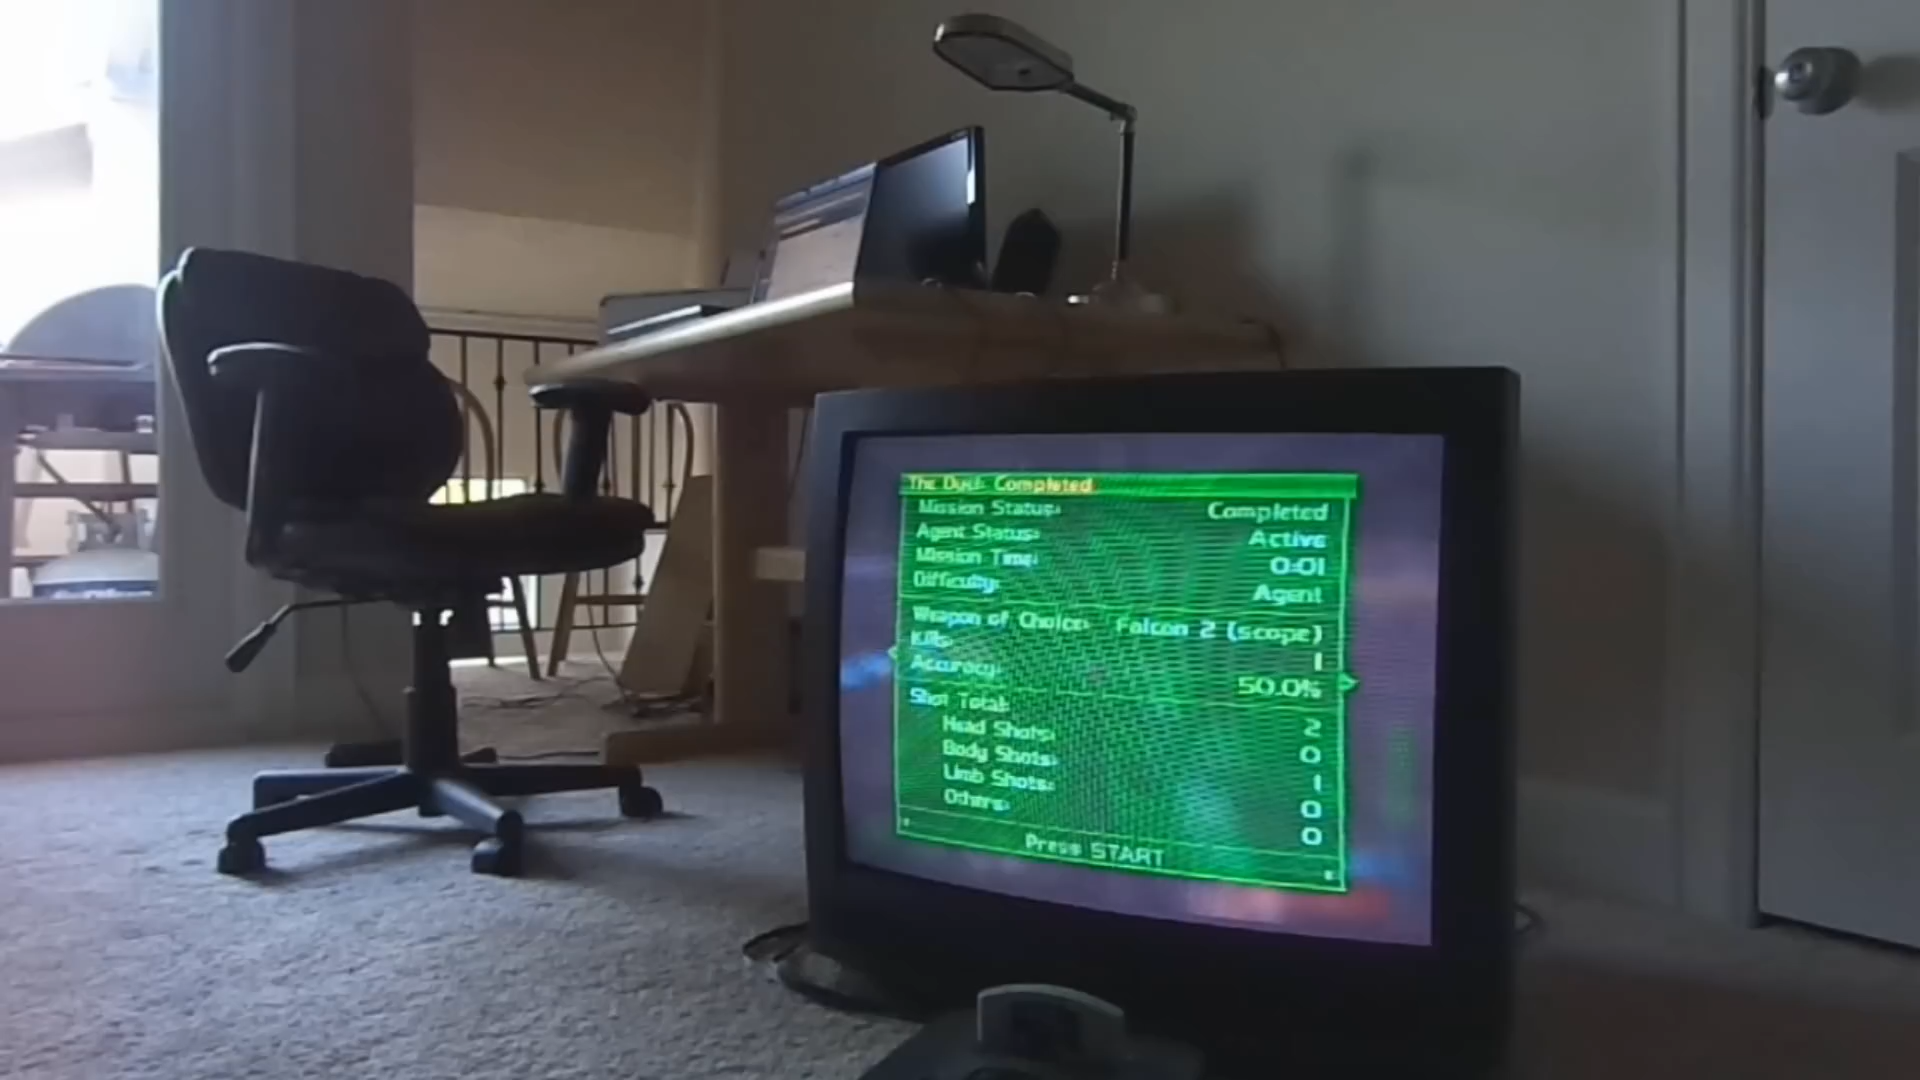 The Duel: Completed
Mission Status: Completed
Agent Status: Active
Mission Time: 0:01
Difficulty: Agent
Weapon of Choice: Falcon 2 (scope)
Kills: 1
Accuracy: 50.0%
Shot Total: 2
Head Shots: 0
Body Shots: 1
Limb Shots: 0
Others: 0
Press START